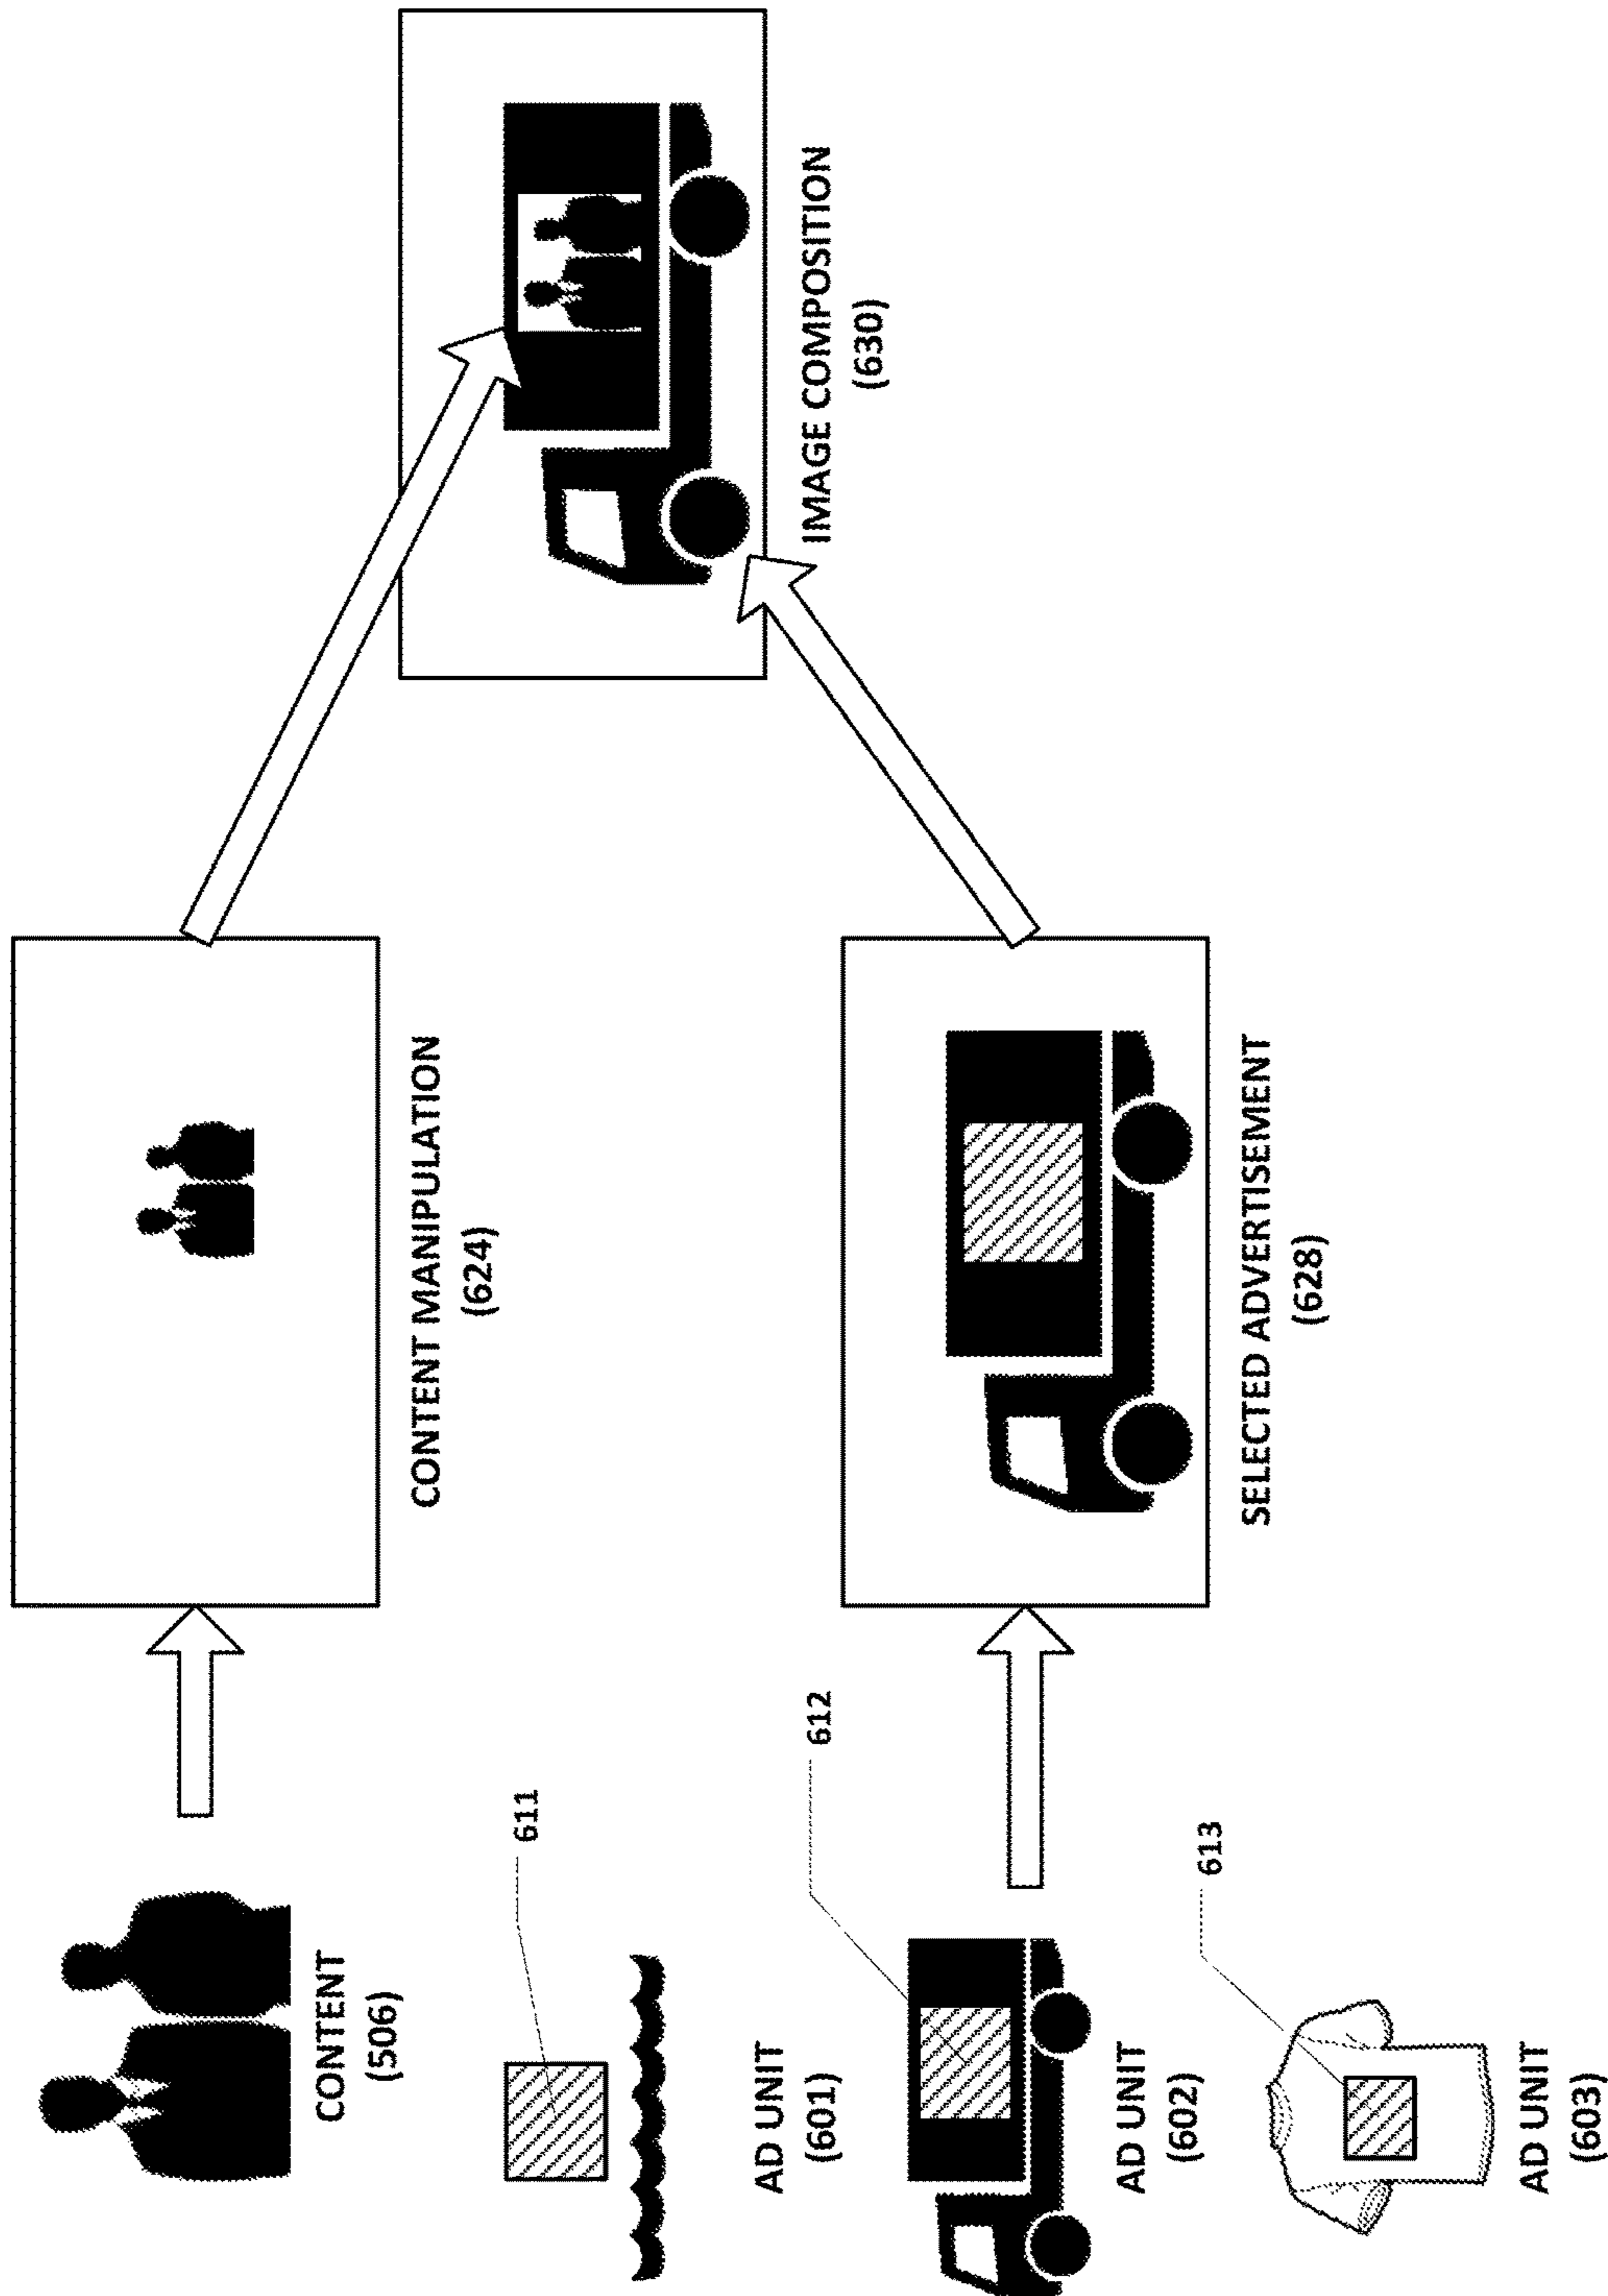 CONTENT
(506)
611
AD UNIT
(601)
612
AD UNIT
(602)
613
AD UNIT
(603)
CONTENT MANIPULATION
(624)
SELECTED ADVERTISEMENT
(628)
IMAGE COMPOSITION
(630)